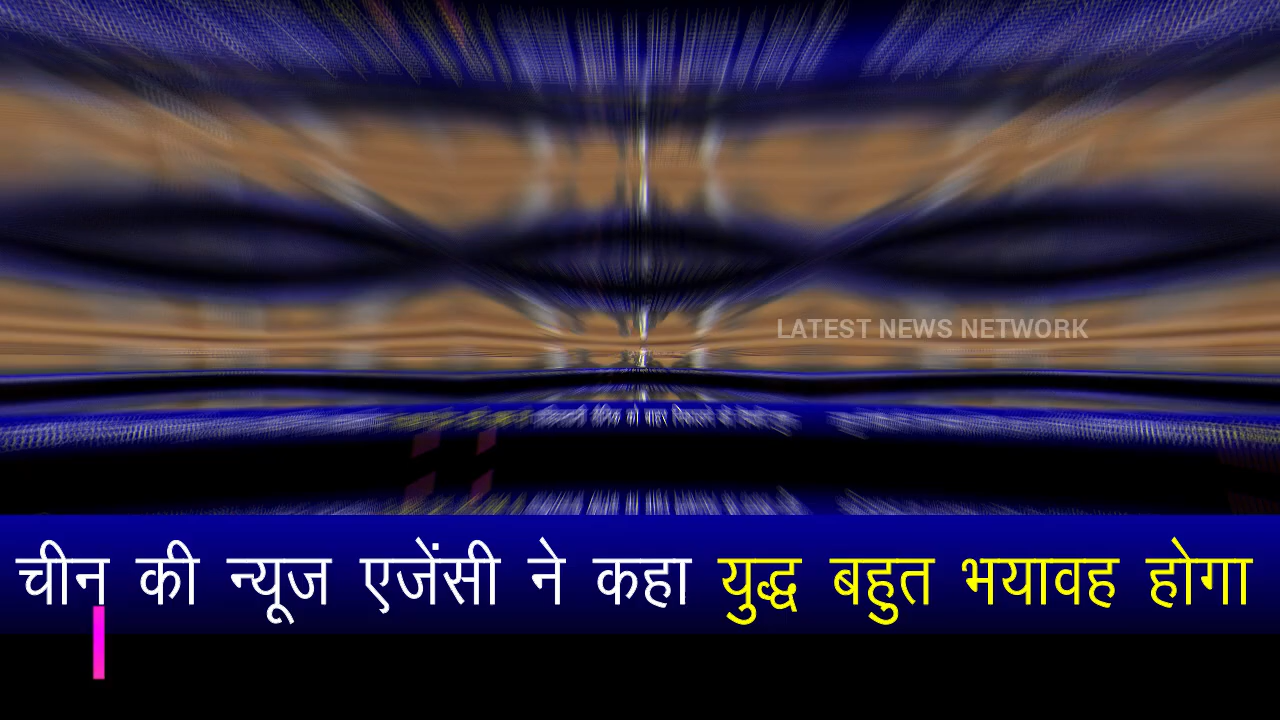 LATEST NEWS NETWORK
चीन की न्यूज एजेंसी ने कहा युद्ध बहुत भयावह होगा